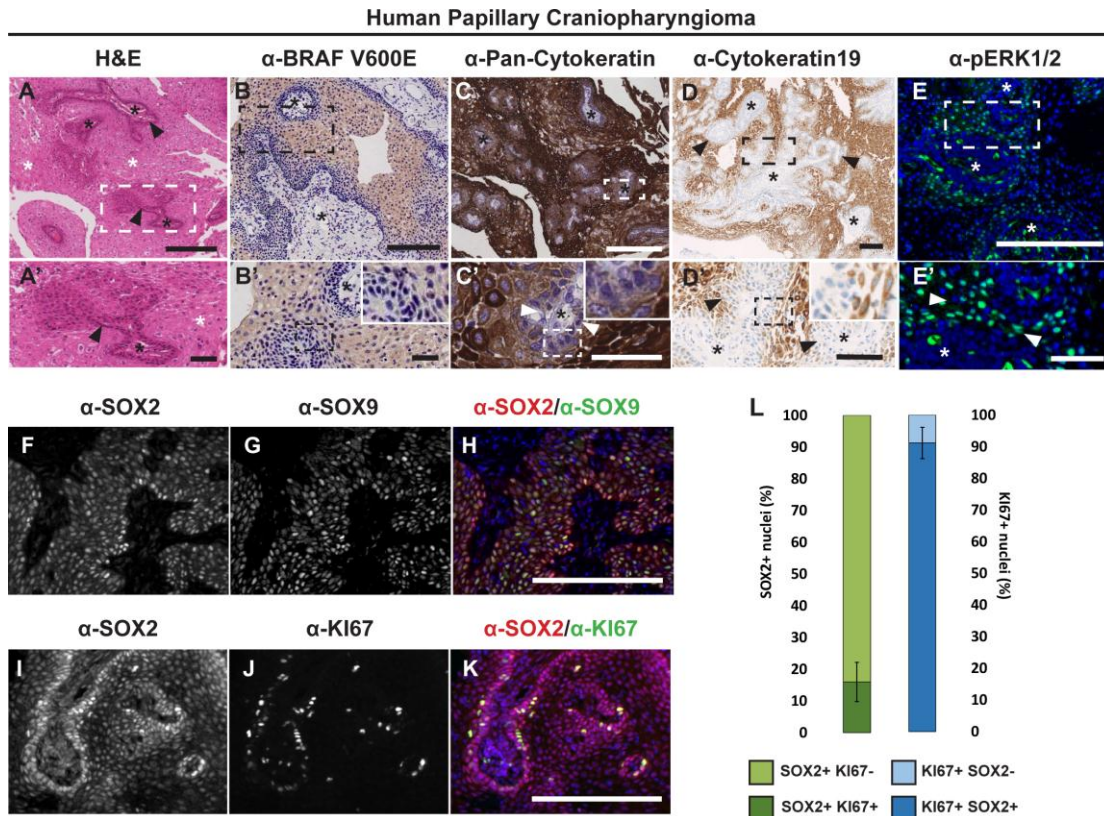 Human Papillary Craniopharyngioma
H&E α-BRAF V600E α-Pan-Cytokeratin α-Cytokeratin19 α-pERK1/2
A B C D E
* * * * * * * * * * * * *
A' B' C' D' E'
* * * * * * *
α-SOX2 α-SOX9 α-SOX2/α-SOX9
F G H
α-SOX2 α-KI67 α-SOX2/α-KI67
I J K
L
SOX2+ nuclei (%)
100
90
80
70
60
50
40
30
20
10
0
100
90
80
70
60
50
40
30
20
10
0
KI67+ nuclei (%)
SOX2+ KI67- KI67+ SOX2-
SOX2+ KI67+ KI67+ SOX2+